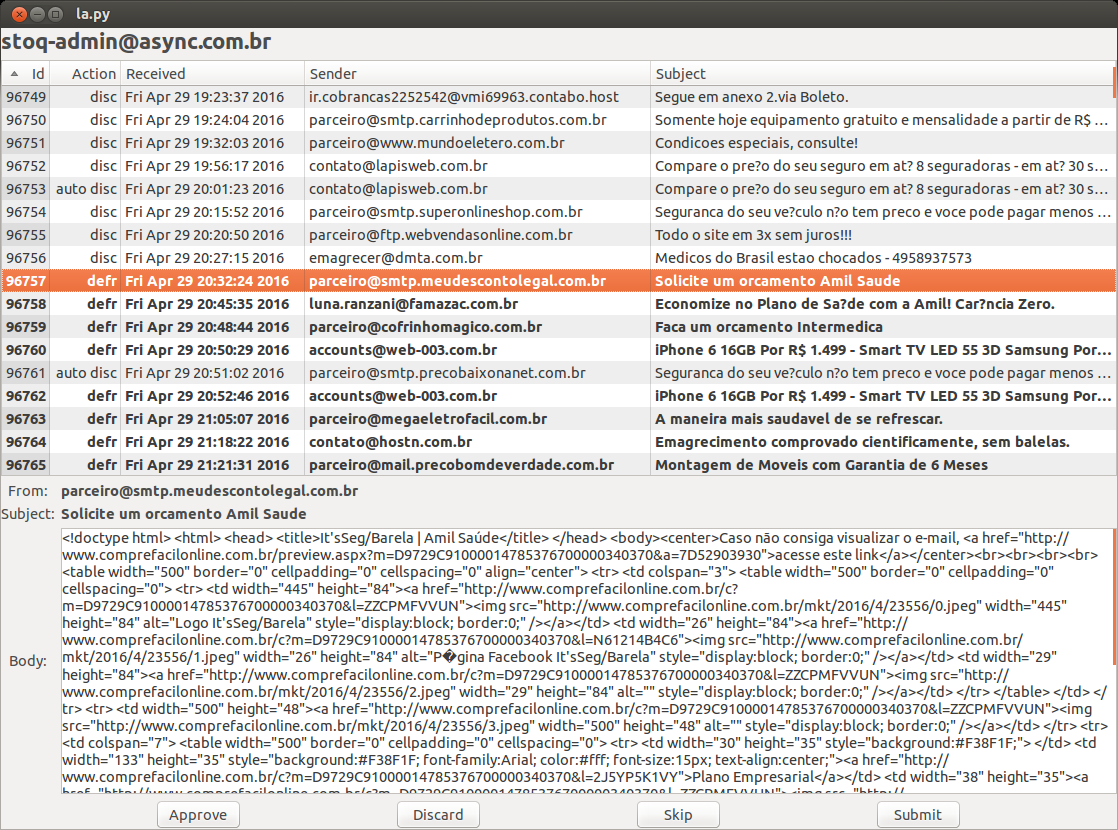 la.py
stoq-admin@async.com.br
Id Action Received Sender Subject
96749 disc Fri Apr 29 19:23:37 2016 ir.cobrancas2252542@vmi69963.contabo.host Segue em anexo 2.via Boleto.
96750 disc Fri Apr 29 19:24:04 2016 parceiro@smtp.carrinhodeprodutos.com.br Somente hoje equipamento gratuito e mensalidade a partir de R$ ...
96751 disc Fri Apr 29 19:32:03 2016 parceiro@www.mundoeletero.com.br Condicoes especiais, consulte!
96752 disc Fri Apr 29 19:56:17 2016 contato@lapisweb.com.br Compare o pre?o do seu seguro em at? 8 seguradoras - em at? 30 s...
96753 auto disc Fri Apr 29 20:01:23 2016 contato@lapisweb.com.br Compare o pre?o do seu seguro em at? 8 seguradoras - em at? 30 s...
96754 disc Fri Apr 29 20:15:52 2016 parceiro@smtp.superonlineshop.com.br Seguranca do seu ve?culo n?o tem preco e voce pode pagar menos ...
96755 disc Fri Apr 29 20:20:50 2016 parceiro@ftp.webvendasonline.com.br Todo o site em 3x sem juros!!!
96756 disc Fri Apr 29 20:27:15 2016 emagrecer@dmta.com.br Medicos do Brasil estao chocados - 4958937573
96757 defr Fri Apr 29 20:32:24 2016 parceiro@smtp.meudescontolegal.com.br Solicite um orcamento Amil Saude
96758 defr Fri Apr 29 20:45:35 2016 luna.ranzani@famazac.com.br Economize no Plano de Sa?de com a Amil! Car?ncia Zero.
96759 defr Fri Apr 29 20:48:44 2016 parceiro@cofrinhomagico.com.br Faca um orcamento Intermedica
96760 defr Fri Apr 29 20:50:29 2016 accounts@web-003.com.br iPhone 6 16GB Por R$ 1.499 - Smart TV LED 55 3D Samsung Por...
96761 auto disc Fri Apr 29 20:51:02 2016 parceiro@smtp.precobaixonanet.com.br Seguranca do seu ve?culo n?o tem preco e voce pode pagar menos ...
96762 defr Fri Apr 29 20:52:46 2016 accounts@web-003.com.br iPhone 6 16GB Por R$ 1.499 - Smart TV LED 55 3D Samsung Por...
96763 defr Fri Apr 29 21:05:07 2016 parceiro@megaeletrofacil.com.br A maneira mais saudavel de se refrescar.
96764 defr Fri Apr 29 21:18:22 2016 contato@hostn.com.br Emagrecimento comprovado cientificamente, sem balelas.
96765 defr Fri Apr 29 21:21:31 2016 parceiro@mail.precobomdeverdade.com.br Montagem de Moveis com Garantia de 6 Meses
From: parceiro@smtp.meudescontolegal.com.br
Subject: Solicite um orcamento Amil Saude
Body:
<!doctype html> <html> <head> <title>It'sSeg/Barela | Amil Saúde</title> </head> <body><center>Caso não consiga visualizar o e-mail, <a href="http://
www.comprefacilonline.com.br/preview.aspx?m=D9729C91000014785376700000340370&a=7D52903930">acesse este link</a></center><br><br><br><br>
<table width="500" border="0" cellpadding="0" cellspacing="0" align="center"> <tr> <td colspan="3"> <table width="500" border="0" cellpadding="0"
cellspacing="0"> <tr> <td width="445" height="84"><a href="http://www.comprefacilonline.com.br/c?
m=D9729C91000014785376700000340370&l=ZZCPMFVVUN"><img src="http://www.comprefacilonline.com.br/mkt/2016/4/23556/0.jpeg" width="445"
height="84" alt="Logo It'sSeg/Barela" style="display:block; border:0;" /></a></td> <td width="26" height="84"><a href="http://
www.comprefacilonline.com.br/c?m=D9729C91000014785376700000340370&l=N61214B4C6"><img src="http://www.comprefacilonline.com.br/
mkt/2016/4/23556/1.jpeg" width="26" height="84" alt="P�gina Facebook It'sSeg/Barela" style="display:block; border:0;" /></a></td> <td width="29"
height="84"><a href="http://www.comprefacilonline.com.br/c?m=D9729C91000014785376700000340370&l=ZZCPMFVVUN"><img src="http://
www.comprefacilonline.com.br/mkt/2016/4/23556/2.jpeg" width="29" height="84" alt="" style="display:block; border:0;" /></a></td> </tr> </table> </td> </
tr> <tr> <td width="500" height="48"><a href="http://www.comprefacilonline.com.br/c?m=D9729C91000014785376700000340370&l=ZZCPMFVVUN"><img
src="http://www.comprefacilonline.com.br/mkt/2016/4/23556/3.jpeg" width="500" height="48" alt="" style="display:block; border:0;" /></a></td> </tr> <tr>
<td colspan="7"> <table width="500" border="0" cellpadding="0" cellspacing="0"> <tr> <td width="30" height="35" style="background:#F38F1F;"> </td> <td
width="133" height="35" style="background:#F38F1F; font-family:Arial; color:#fff; font-size:15px; text-align:center;"><a href="http://
www.comprefacilonline.com.br/c?m=D9729C91000014785376700000340370&l=2J5YP5K1VY">Plano Empresarial</a></td> <td width="38" height="35"><a
href="http://www.comprefacilonline.com.br/c?m=D9729C91000014785376700000340370&l=ZZCPMFVVUN"><img src="http://
Approve Discard Skip Submit